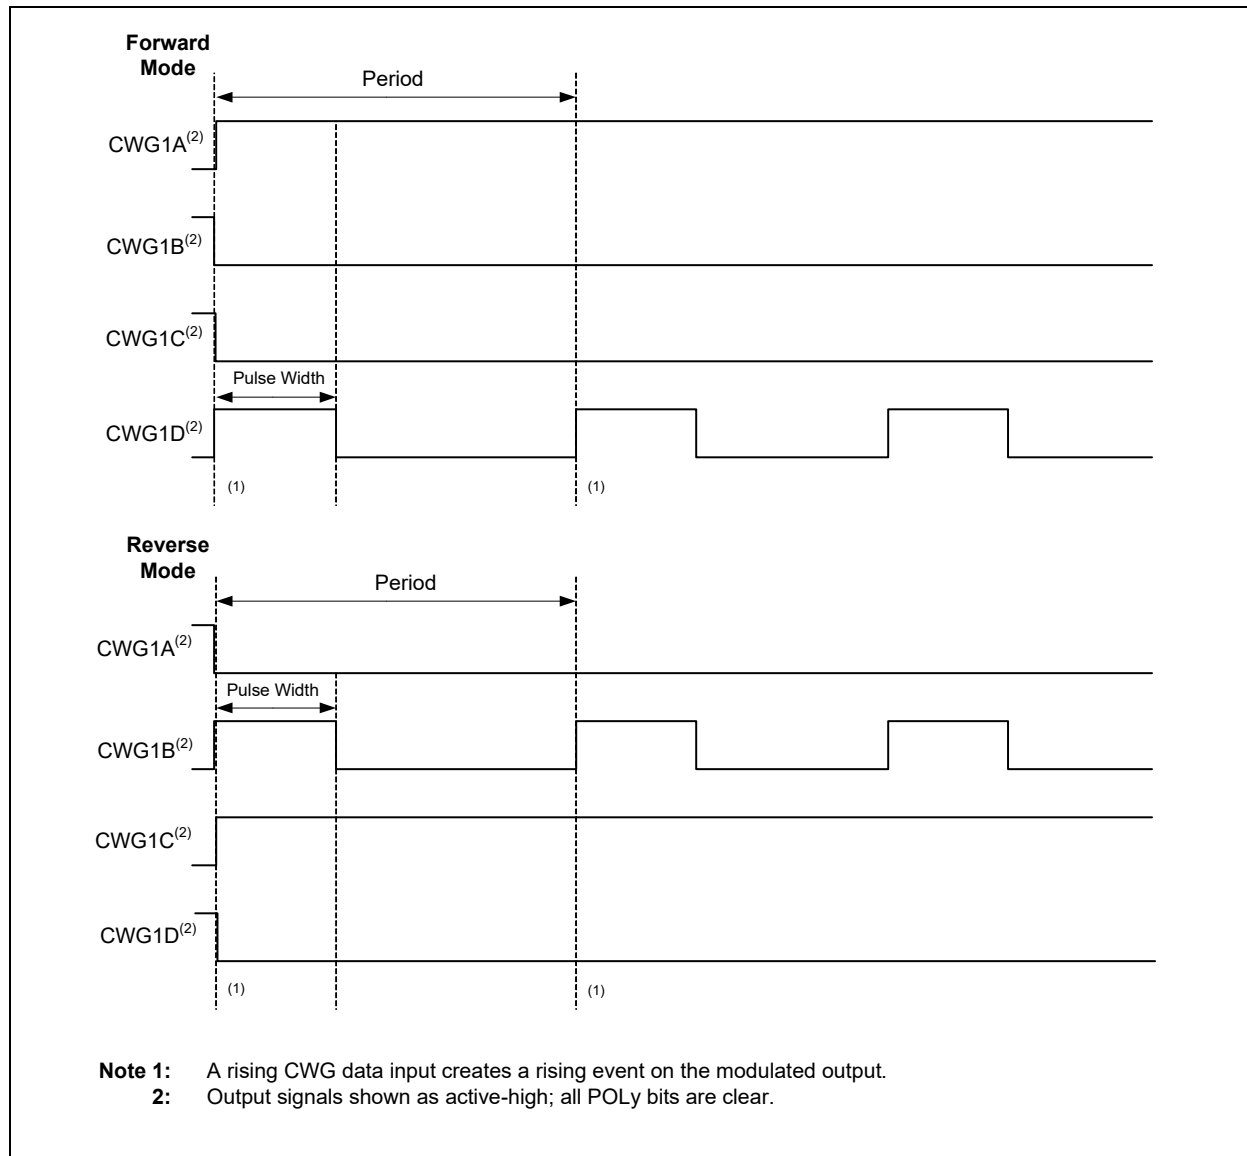 Forward
Mode
Period
CWG1A(2)
CWG1B(2)
CWG1C(2)
Pulse Width
CWG1D(2)
(1)
(1)
Reverse
Mode
Period
CWG1A(2)
Pulse Width
CWG1B(2)
CWG1C(2)
CWG1D(2)
(1)
(1)
Note 1: A rising CWG data input creates a rising event on the modulated output.
2: Output signals shown as active-high; all POLy bits are clear.